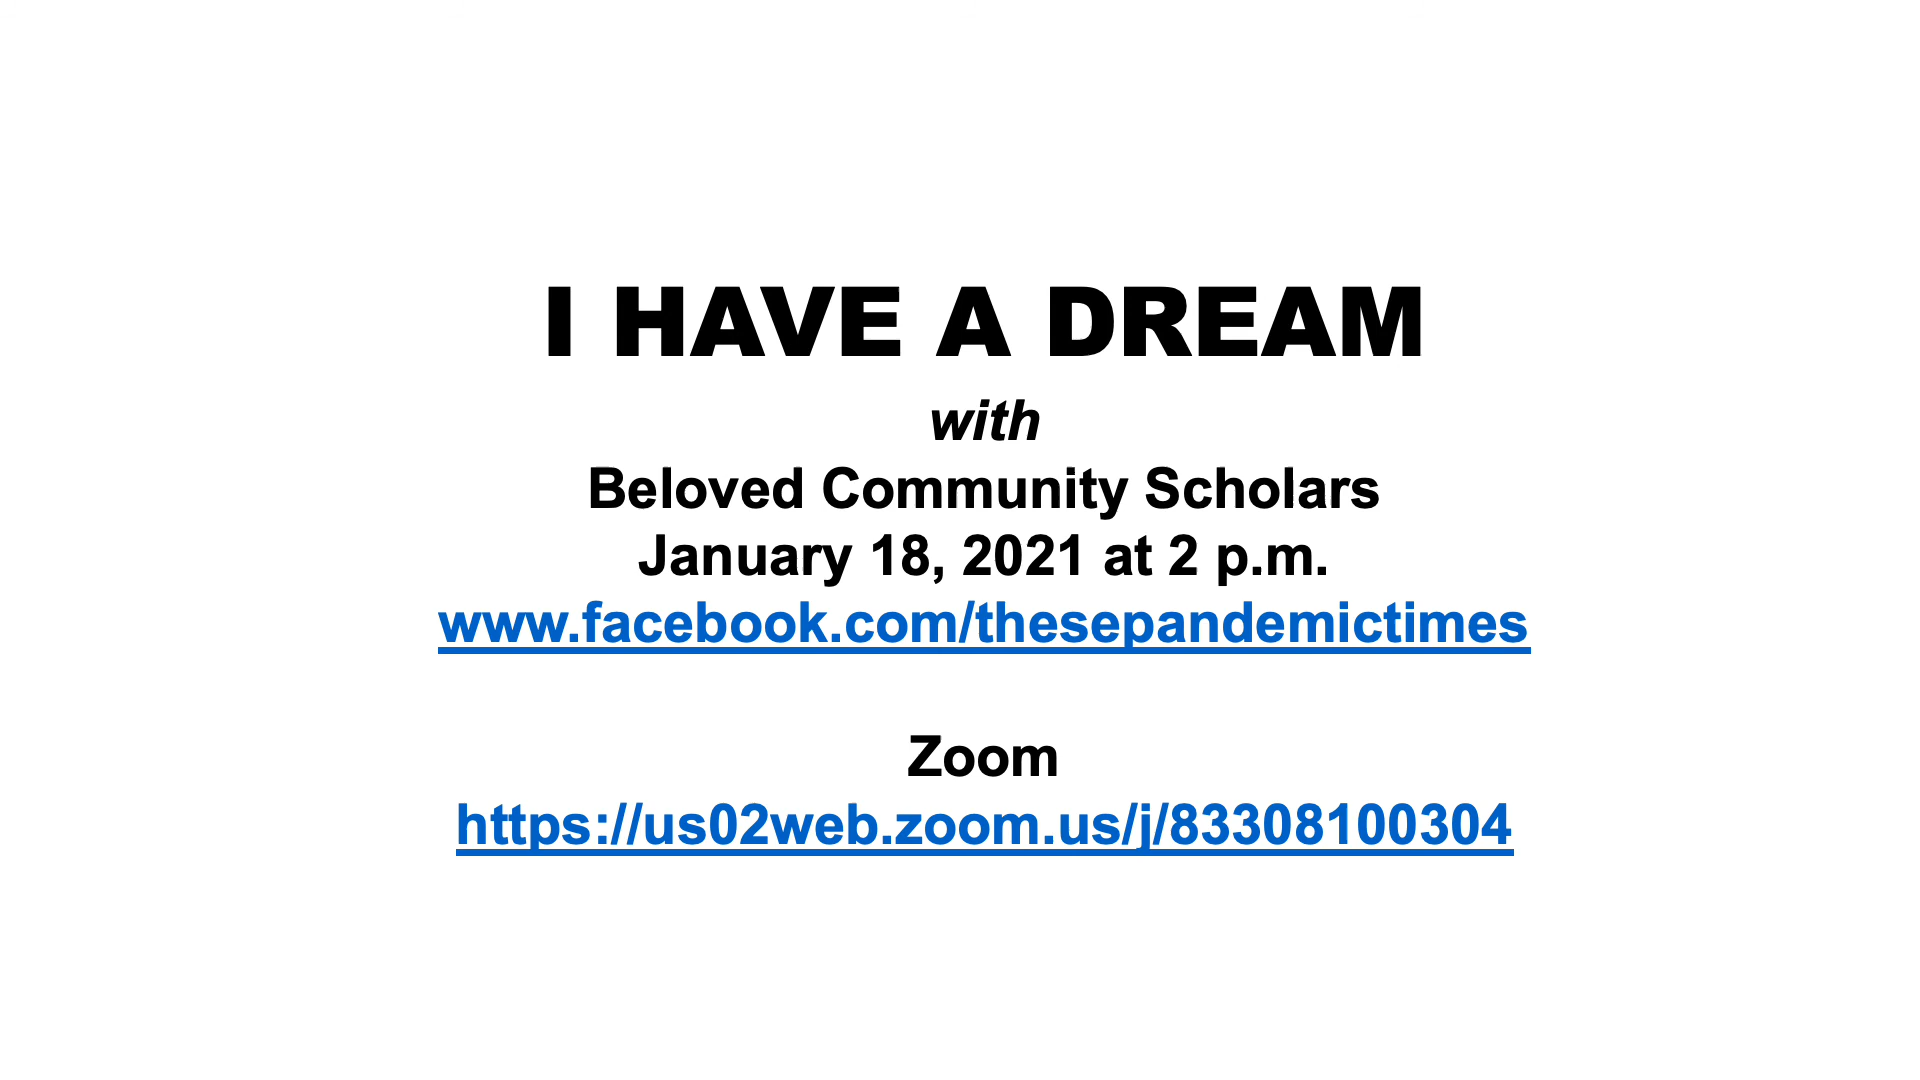 I HAVE A DREAM
with
Beloved Community Scholars
January 18, 2021 at 2 p.m.
www.facebook.com/thesepandemictimes
Zoom
https://us02web.zoom.us/j/83308100304